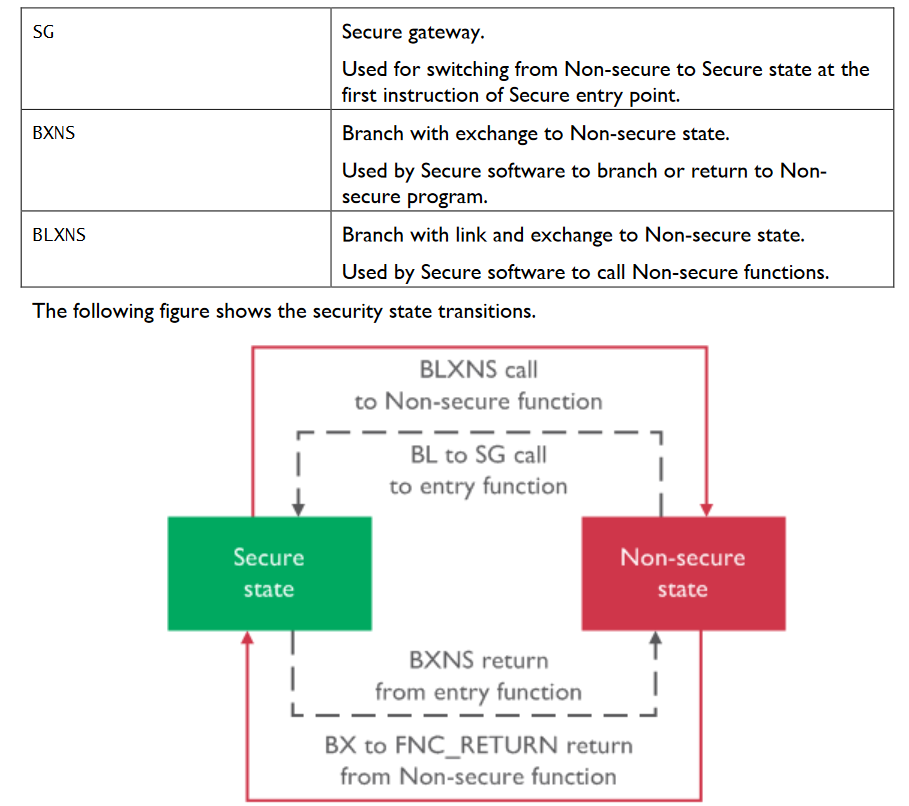 SG
Secure gateway.
Used for switching from Non-secure to Secure state at the
first instruction of Secure entry point.
BXNS
Branch with exchange to Non-secure state.
Used by Secure software to branch or return to Non-
secure program.
BLXNS
Branch with link and exchange to Non-secure state.
Used by Secure software to call Non-secure functions.
The following figure shows the security state transitions.
BLXNS call
to Non-secure function
BL to SG call
to entry function
Secure
state
Non-secure
state
BXNS return
from entry function
BX to FNC_RETURN return
from Non-secure function